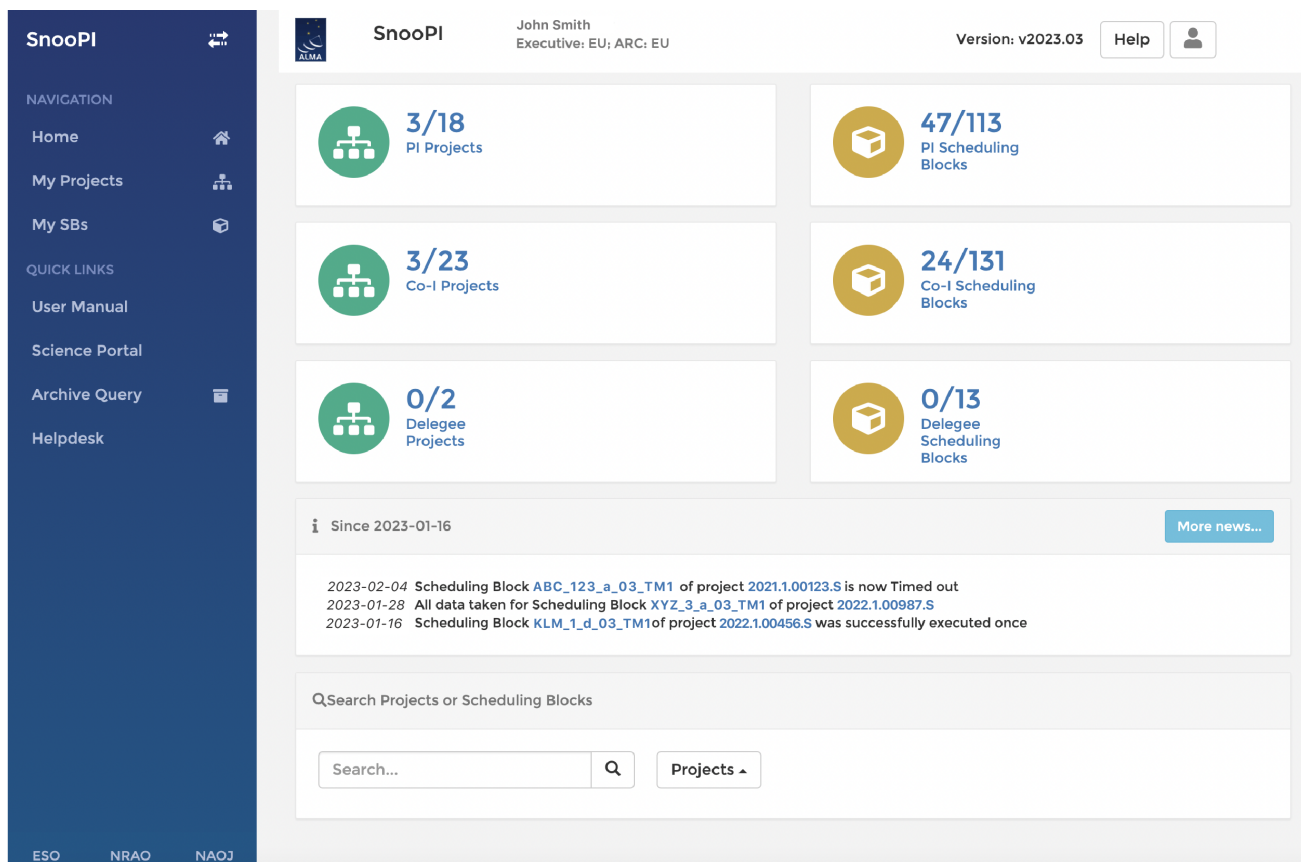 SnooPI
NAVIGATION
Home
My Projects
My SBs
QUICK LINKS
User Manual
Science Portal
Archive Query
Helpdesk
ESO NRAO NAOJ
ALMA
SnooPI
John Smith
Executive: EU; ARC: EU
Version: v2023.03
Help
3/18
PI Projects
47/113
PI Scheduling
Blocks
3/23
Co-I Projects
24/131
Co-I Scheduling
Blocks
0/2
Delegee
Projects
0/13
Delegee
Scheduling
Blocks
Since 2023-01-16
More news...
2023-02-04 Scheduling Block ABC_123_a_03_TM1 of project 2021.1.00123.S is now Timed out
2023-01-28 All data taken for Scheduling Block XYZ_3_a_03_TM1 of project 2022.1.00987.S
2023-01-16 Scheduling Block KLM_1_d_03_TM1of project 2022.1.00456.S was successfully executed once
Search Projects or Scheduling Blocks
Search...
Projects